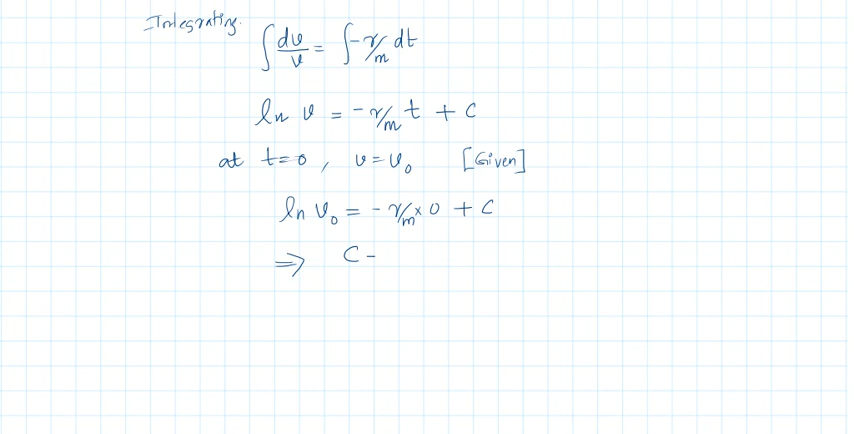 Integrating.
∫ dv/v = ∫ -r/m dt
ln v = -r/m t + C
at t=0, v=v₀ [Given]
ln v₀ = -r/m × 0 + C
⇒ C -